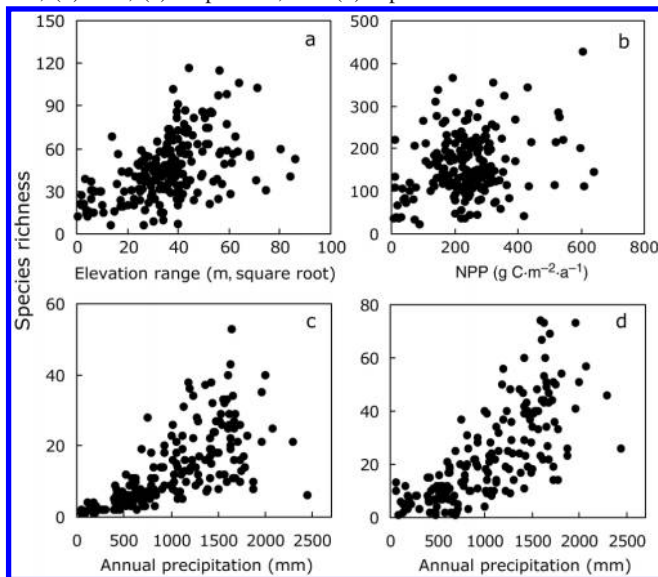 a
150
120
90
60
30
0
0 20 40 60 80 100
Elevation range (m, square root)
b
500
400
300
200
100
0
0 200 400 600 800
NPP (g C·m⁻²·a⁻¹)
Species richness
c
60
40
20
0
0 500 1000 1500 2000 2500
Annual precipitation (mm)
d
80
60
40
20
0
0 500 1000 1500 2000 2500
Annual precipitation (mm)